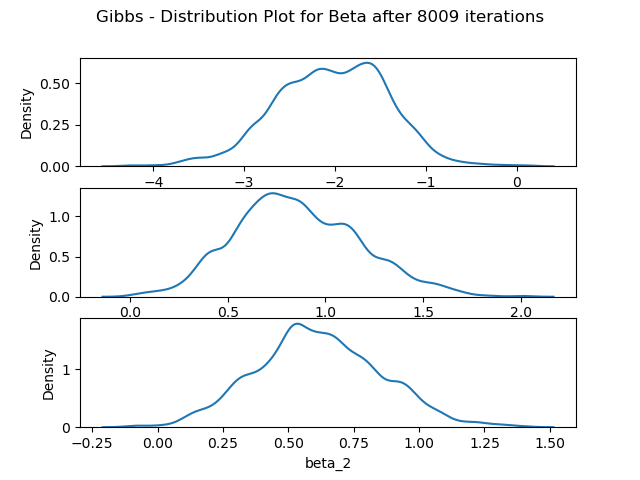 Gibbs - Distribution Plot for Beta after 8009 iterations
0.50
0.25
0.00
Density
−4 −3 −2 −1 0
1.0
0.5
0.0
Density
0.0 0.5 1.0 1.5 2.0
1
0
Density
−0.25 0.00 0.25 0.50 0.75 1.00 1.25 1.50
beta_2